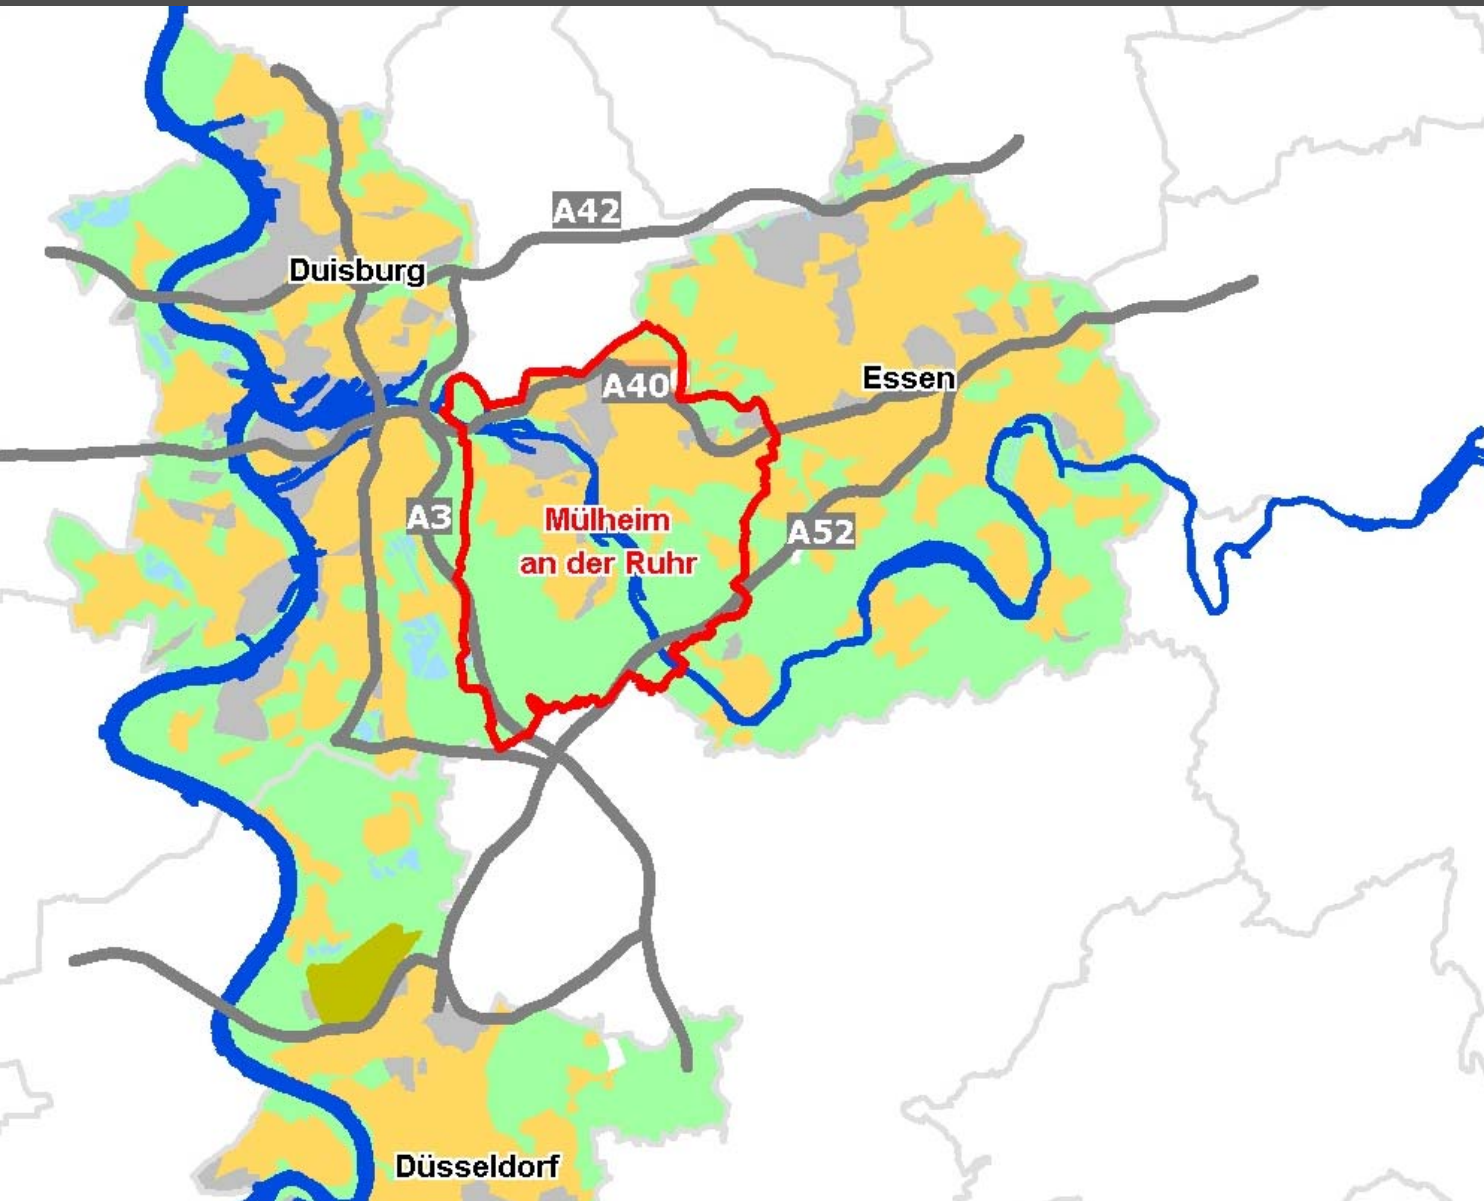 A42
Duisburg
Essen
A40
A3
Mülheim
an der Ruhr
A52
Düsseldorf